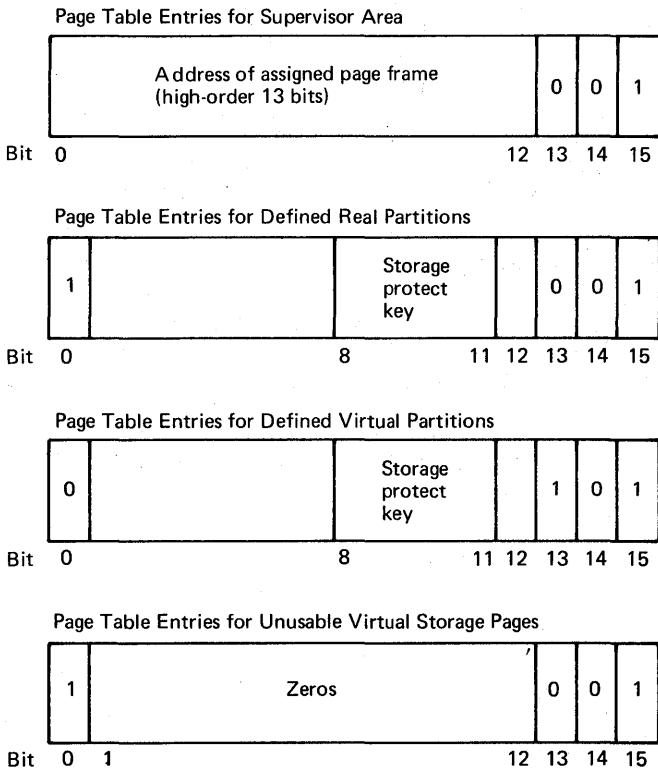 Page Table Entries for Supervisor Area
Address of assigned page frame
(high-order 13 bits)
0 0 1
Bit 0 12 13 14 15
Page Table Entries for Defined Real Partitions
1 Storage protect key 0 0 1
Bit 0 8 11 12 13 14 15
Page Table Entries for Defined Virtual Partitions
0 Storage protect key 1 0 1
Bit 0 8 11 12 13 14 15
Page Table Entries for Unusable Virtual Storage Pages
1 Zeros 0 0 1
Bit 0 1 12 13 14 15